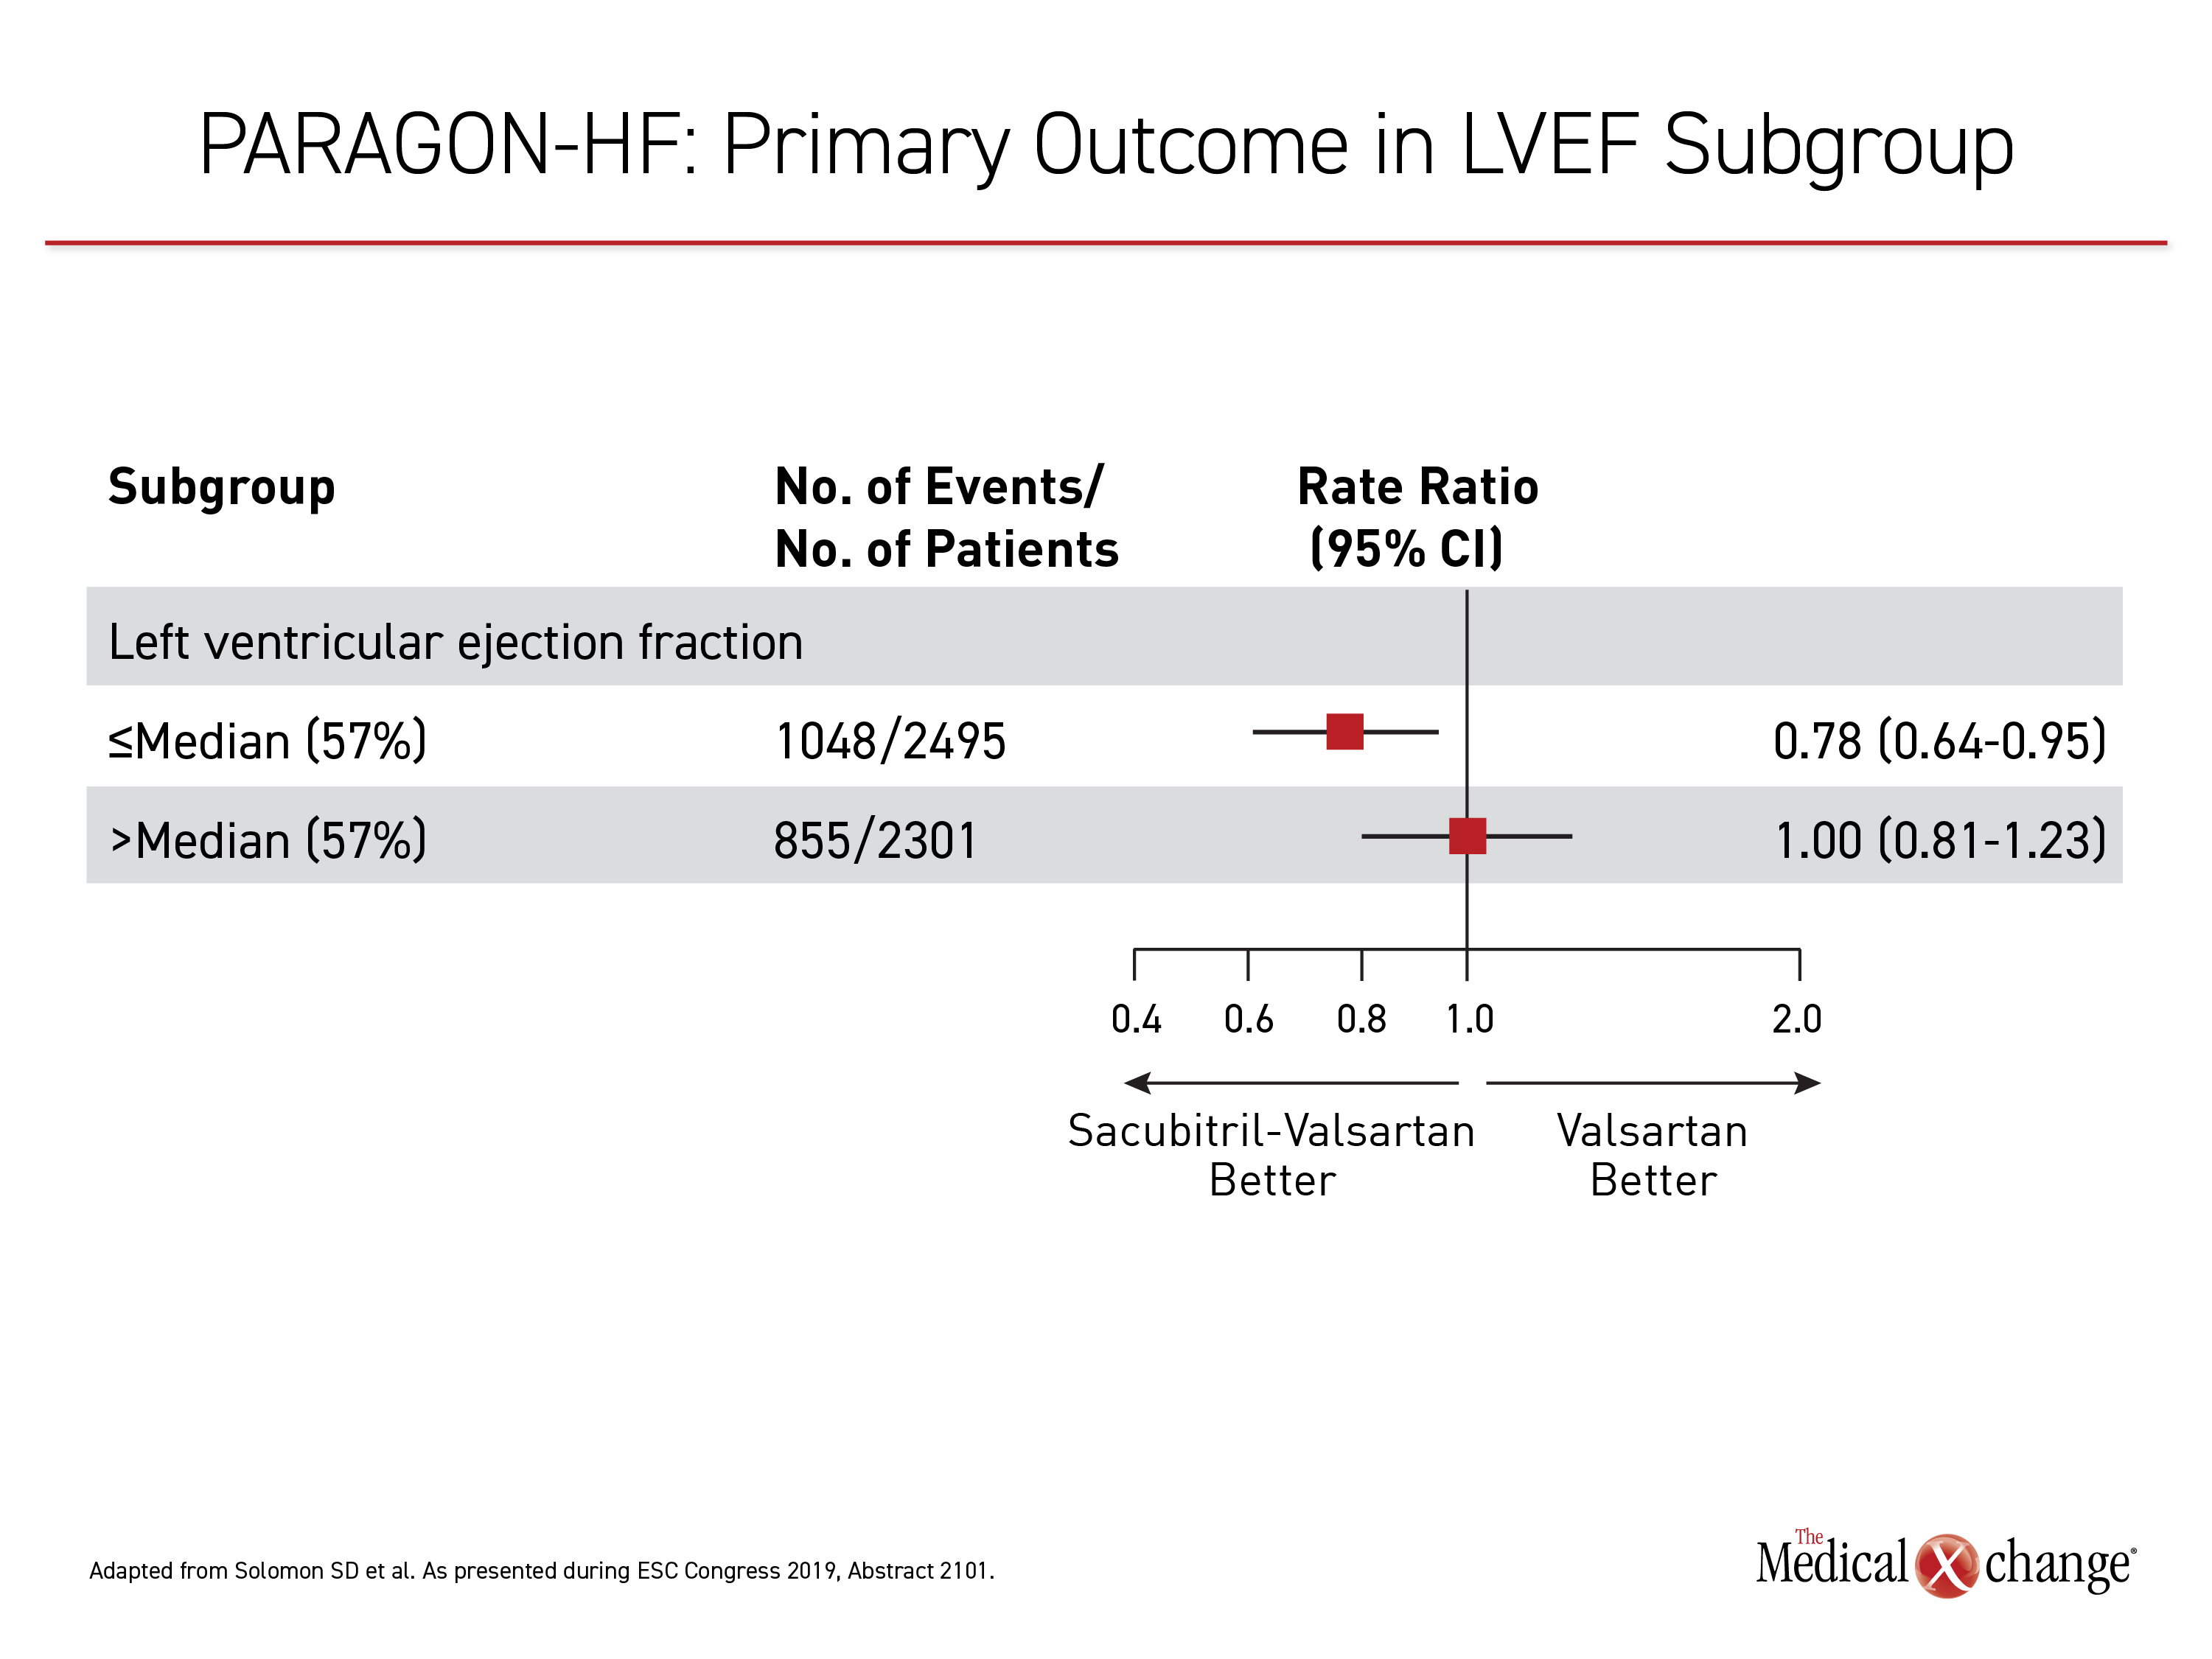 PARAGON-HF: Primary Outcome in LVEF Subgroup
Subgroup
No. of Events/
No. of Patients
Rate Ratio
(95% CI)
Left ventricular ejection fraction
≤Median (57%) 1048/2495 0.78 (0.64-0.95)
>Median (57%) 855/2301 1.00 (0.81-1.23)
0.4 0.6 0.8 1.0 2.0
Sacubitril-Valsartan
Better
Valsartan
Better
Adapted from Solomon SD et al. As presented during ESC Congress 2019, Abstract 2101.
The
Medical X change®